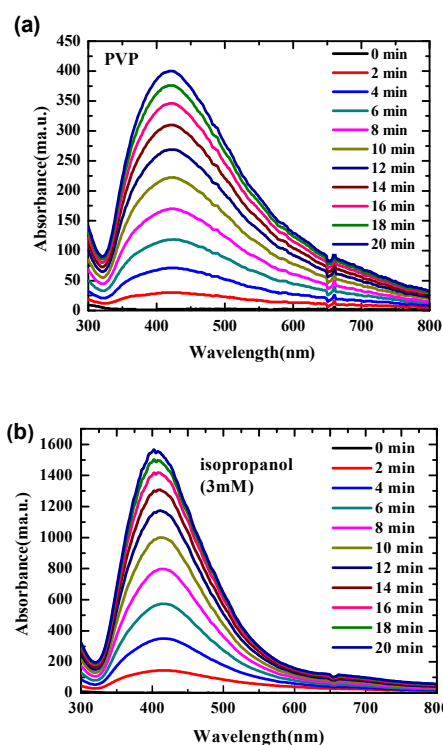 (a)
PVP
0 min
2 min
4 min
6 min
8 min
10 min
12 min
14 min
16 min
18 min
20 min
450
400
350
300
250
200
150
100
50
0
Absorbance(ma.u.)
300 400 500 600 700 800
Wavelength(nm)
(b)
isopropanol
(3mM)
0 min
2 min
4 min
6 min
8 min
10 min
12 min
14 min
16 min
18 min
20 min
1600
1400
1200
1000
800
600
400
200
0
Absorbance(ma.u.)
300 400 500 600 700 800
Wavelength(nm)